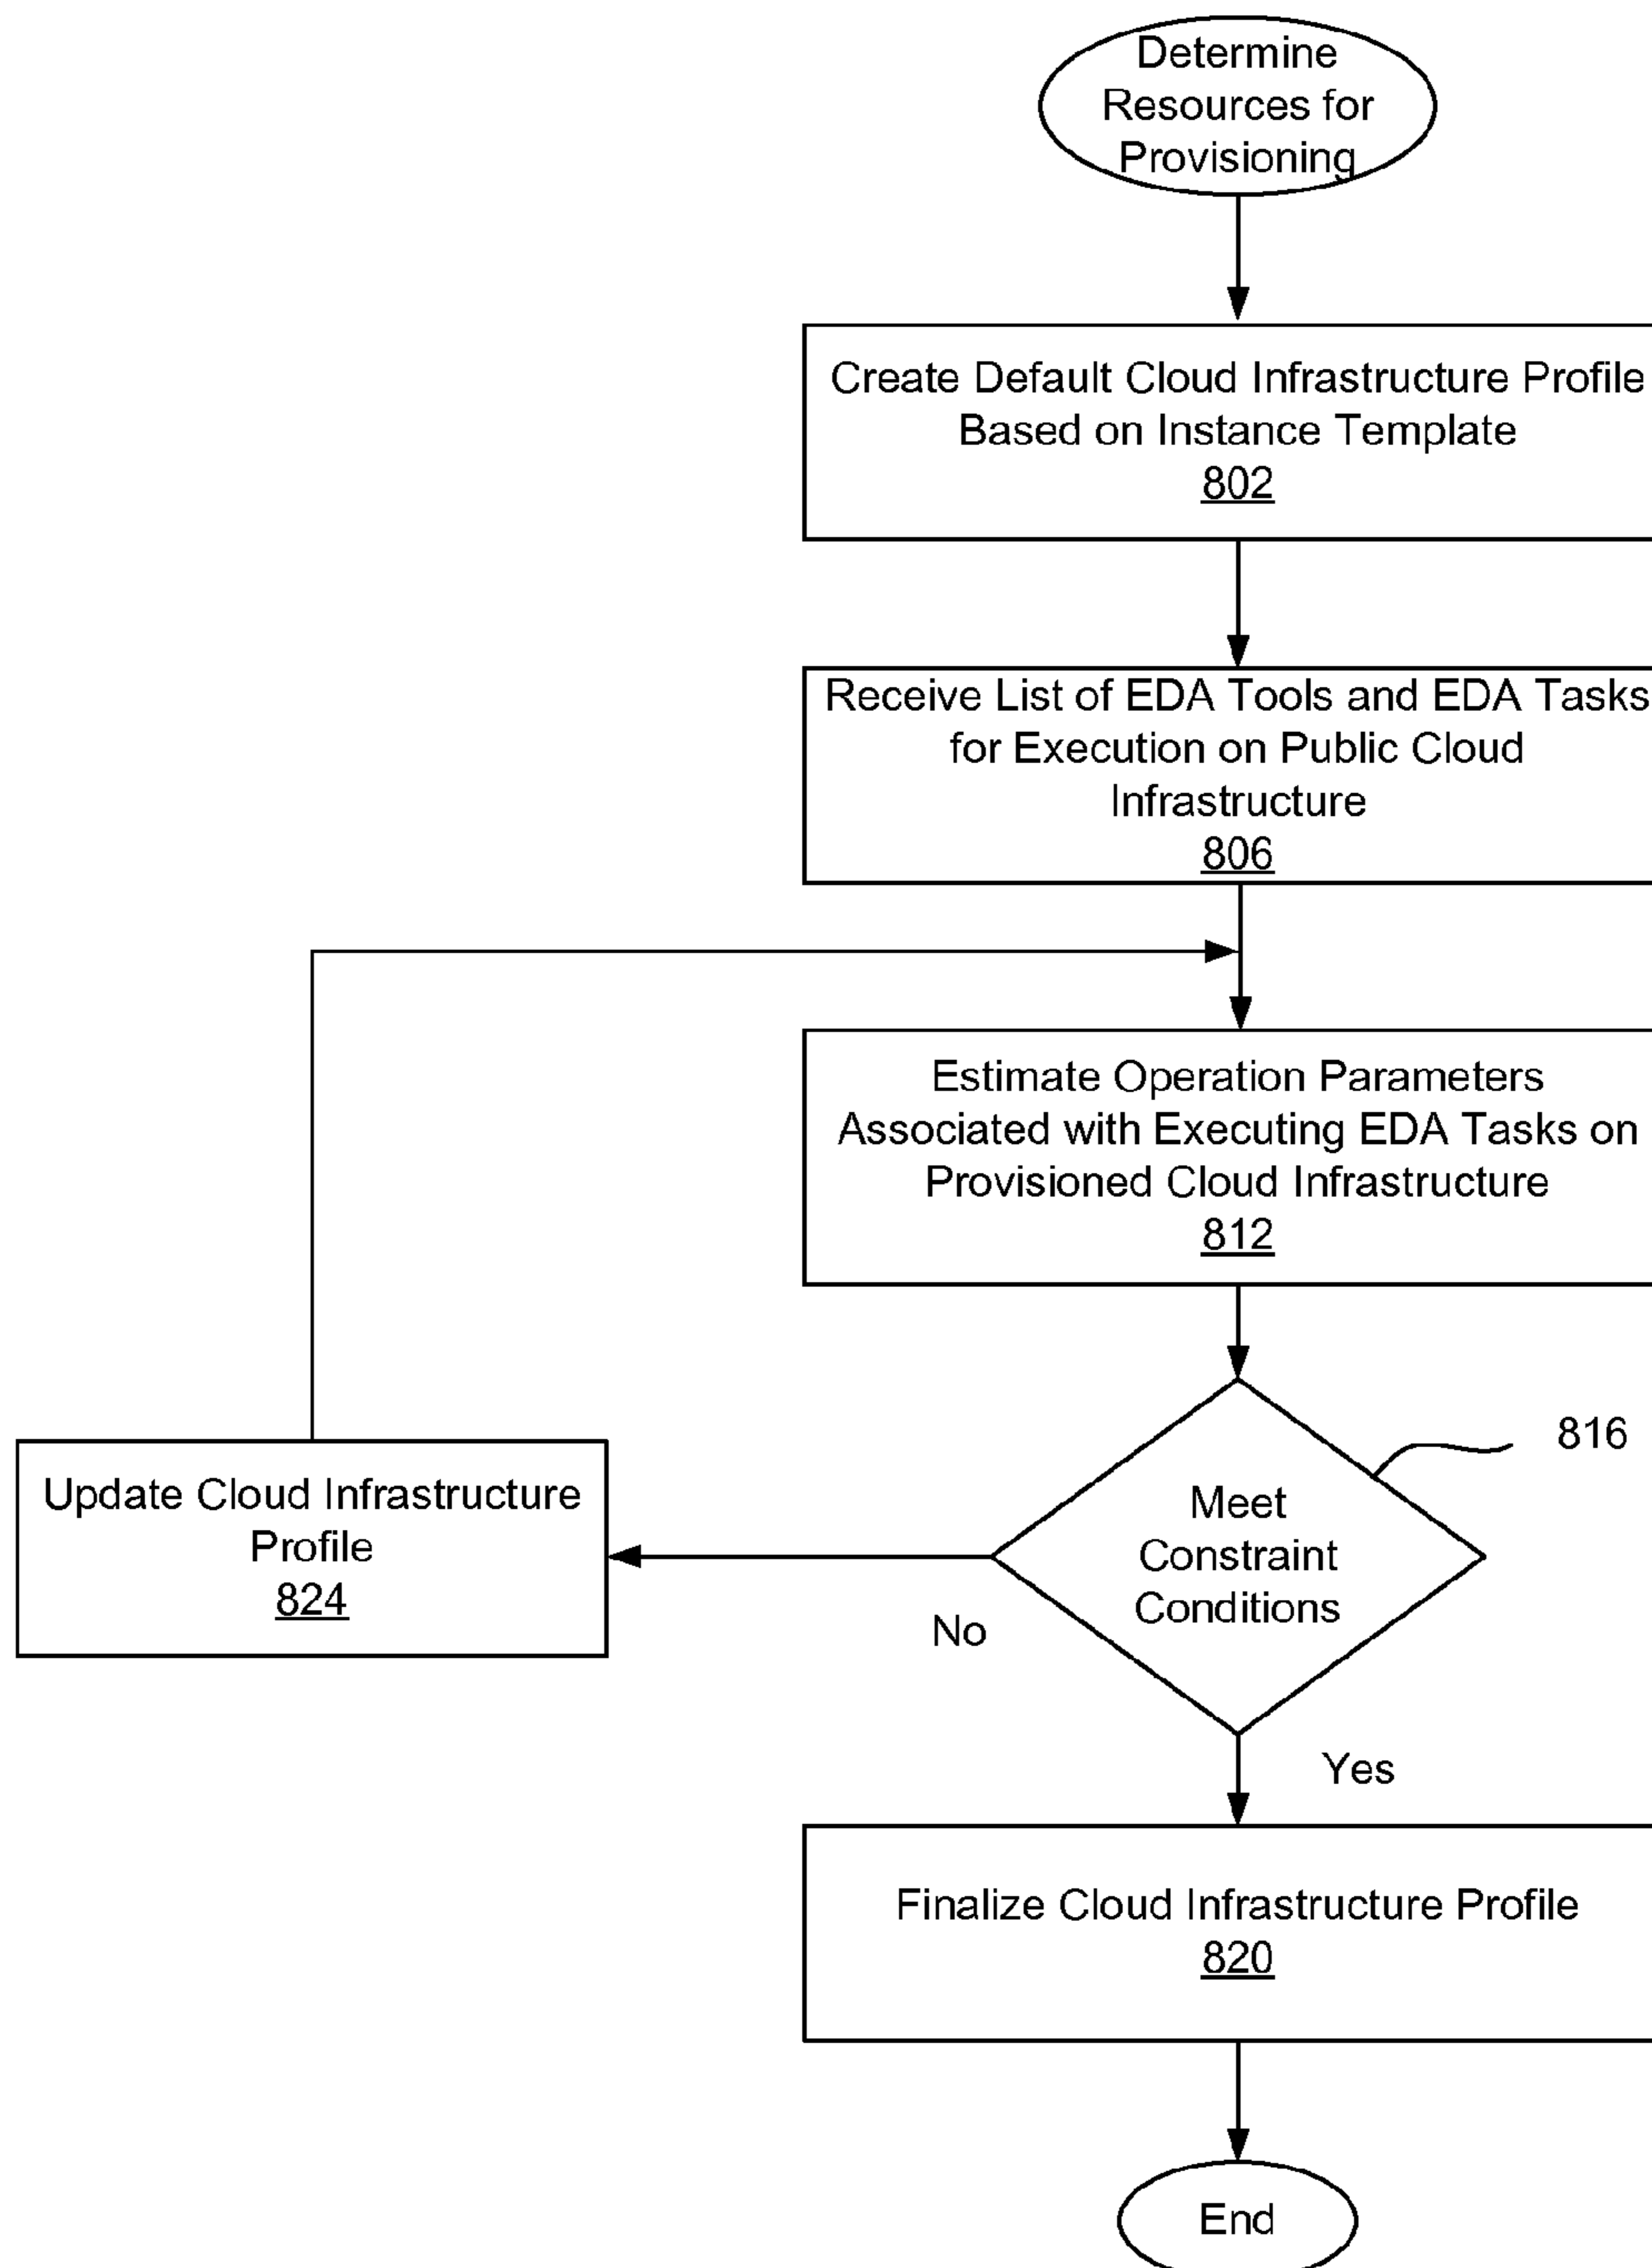 Determine
Resources for
Provisioning
Create Default Cloud Infrastructure Profile
Based on Instance Template
802
Receive List of EDA Tools and EDA Tasks
for Execution on Public Cloud
Infrastructure
806
Estimate Operation Parameters
Associated with Executing EDA Tasks on
Provisioned Cloud Infrastructure
812
816
Meet
Constraint
Conditions
Update Cloud Infrastructure
Profile
824
No
Yes
Finalize Cloud Infrastructure Profile
820
End